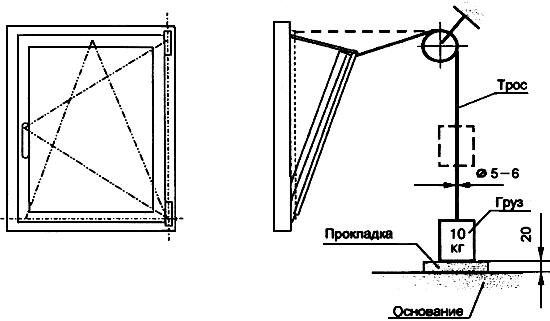 Трос
⌀ 5–6
Груз
10
кг
Прокладка
20
Основание